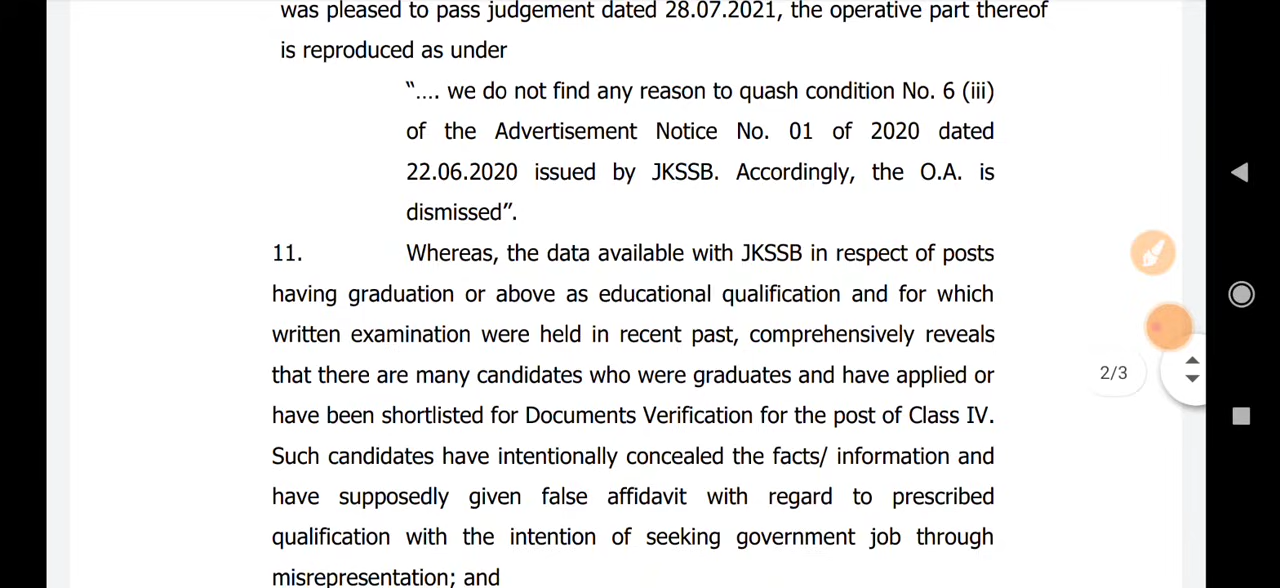 was pleased to pass judgement dated 28.07.2021, the operative part thereof
is reproduced as under
“.... we do not find any reason to quash condition No. 6 (iii)
of the Advertisement Notice No. 01 of 2020 dated
22.06.2020 issued by JKSSB. Accordingly, the O.A. is
dismissed”.
11. Whereas, the data available with JKSSB in respect of posts
having graduation or above as educational qualification and for which
written examination were held in recent past, comprehensively reveals
that there are many candidates who were graduates and have applied or
2/3
have been shortlisted for Documents Verification for the post of Class IV.
Such candidates have intentionally concealed the facts/ information and
have supposedly given false affidavit with regard to prescribed
qualification with the intention of seeking government job through
misrepresentation; and